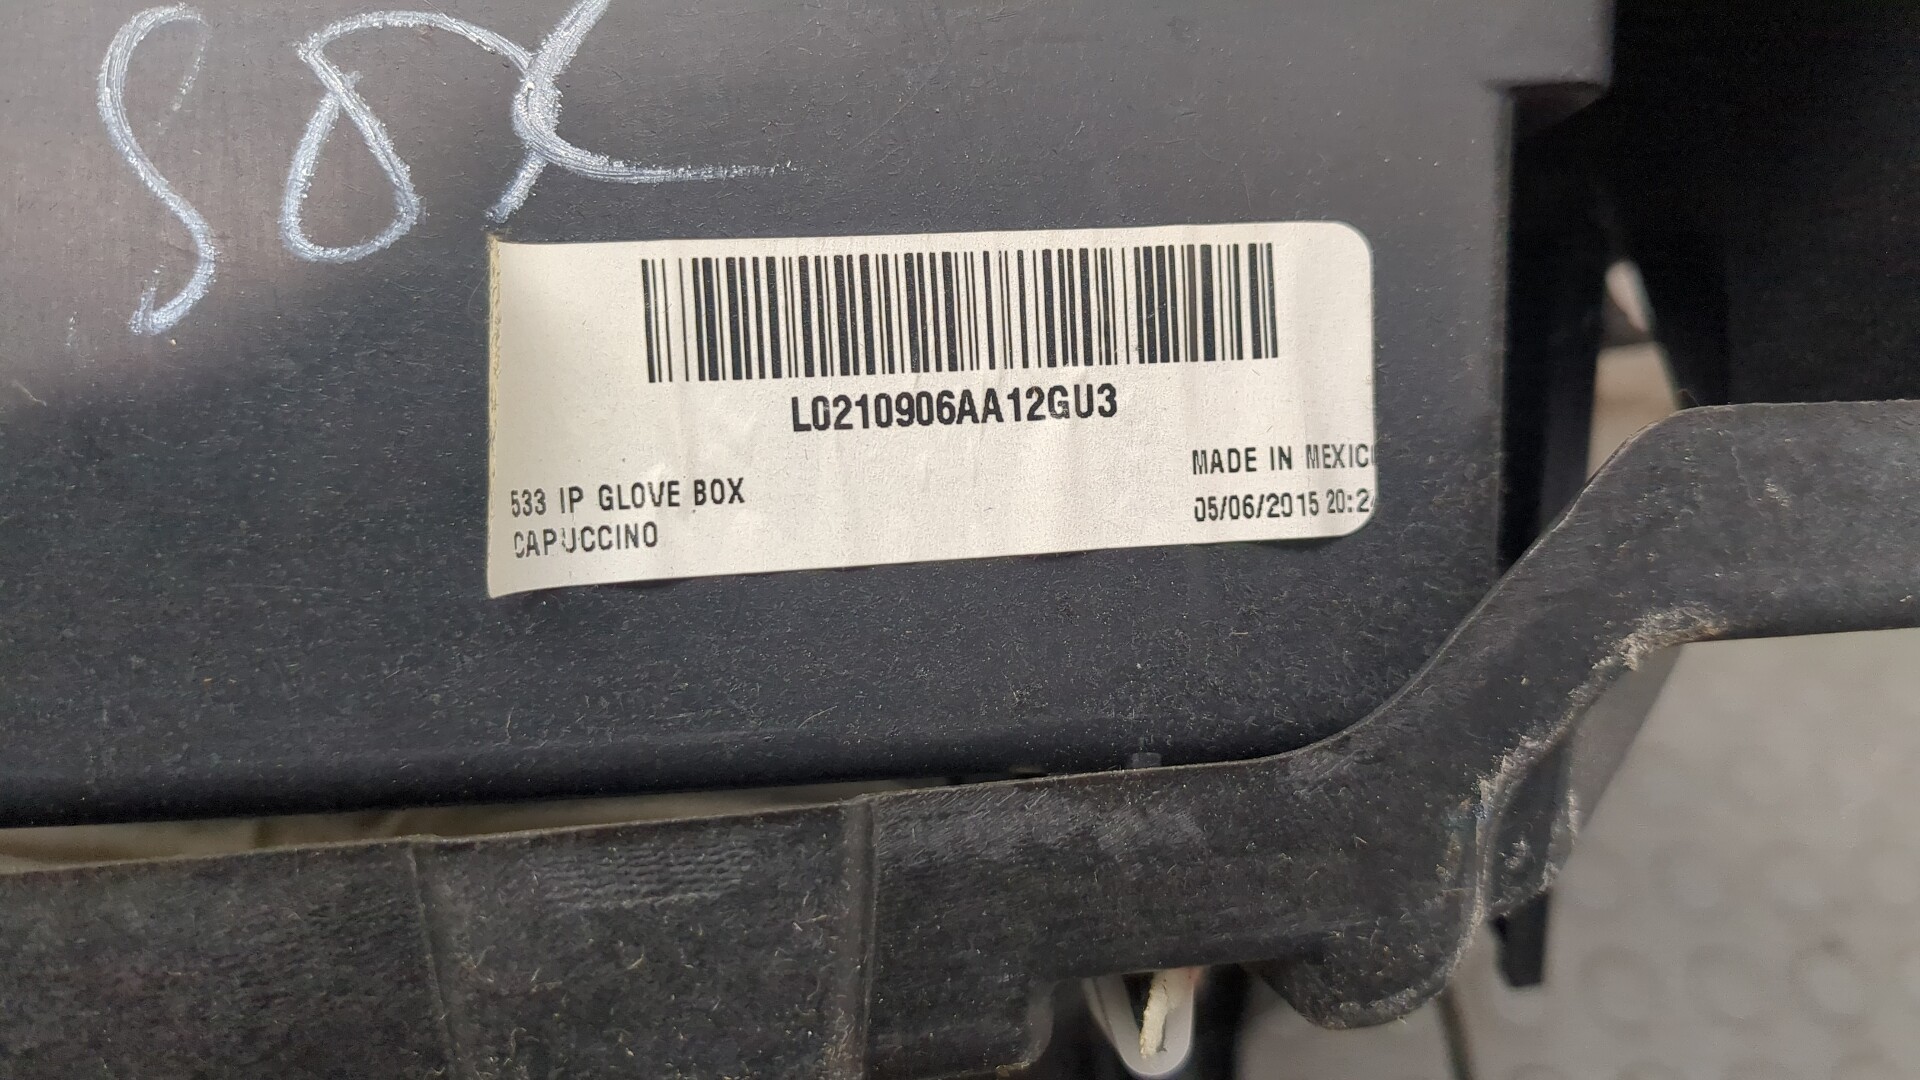 L0210906AA12GU3
MADE IN MEXIC
533 IP GLOVE BOX
05/06/2015 20:2
CAPUCCINO